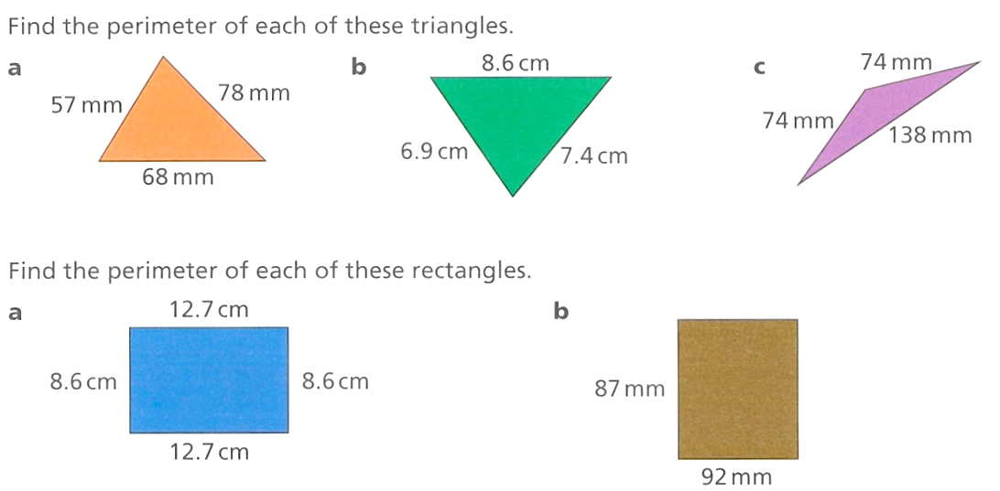 Find the perimeter of each of these triangles.
a
57 mm
78 mm
68 mm
b
8.6 cm
6.9 cm
7.4 cm
c
74 mm
74 mm
138 mm
Find the perimeter of each of these rectangles.
a
12.7 cm
8.6 cm
8.6 cm
12.7 cm
b
87 mm
92 mm